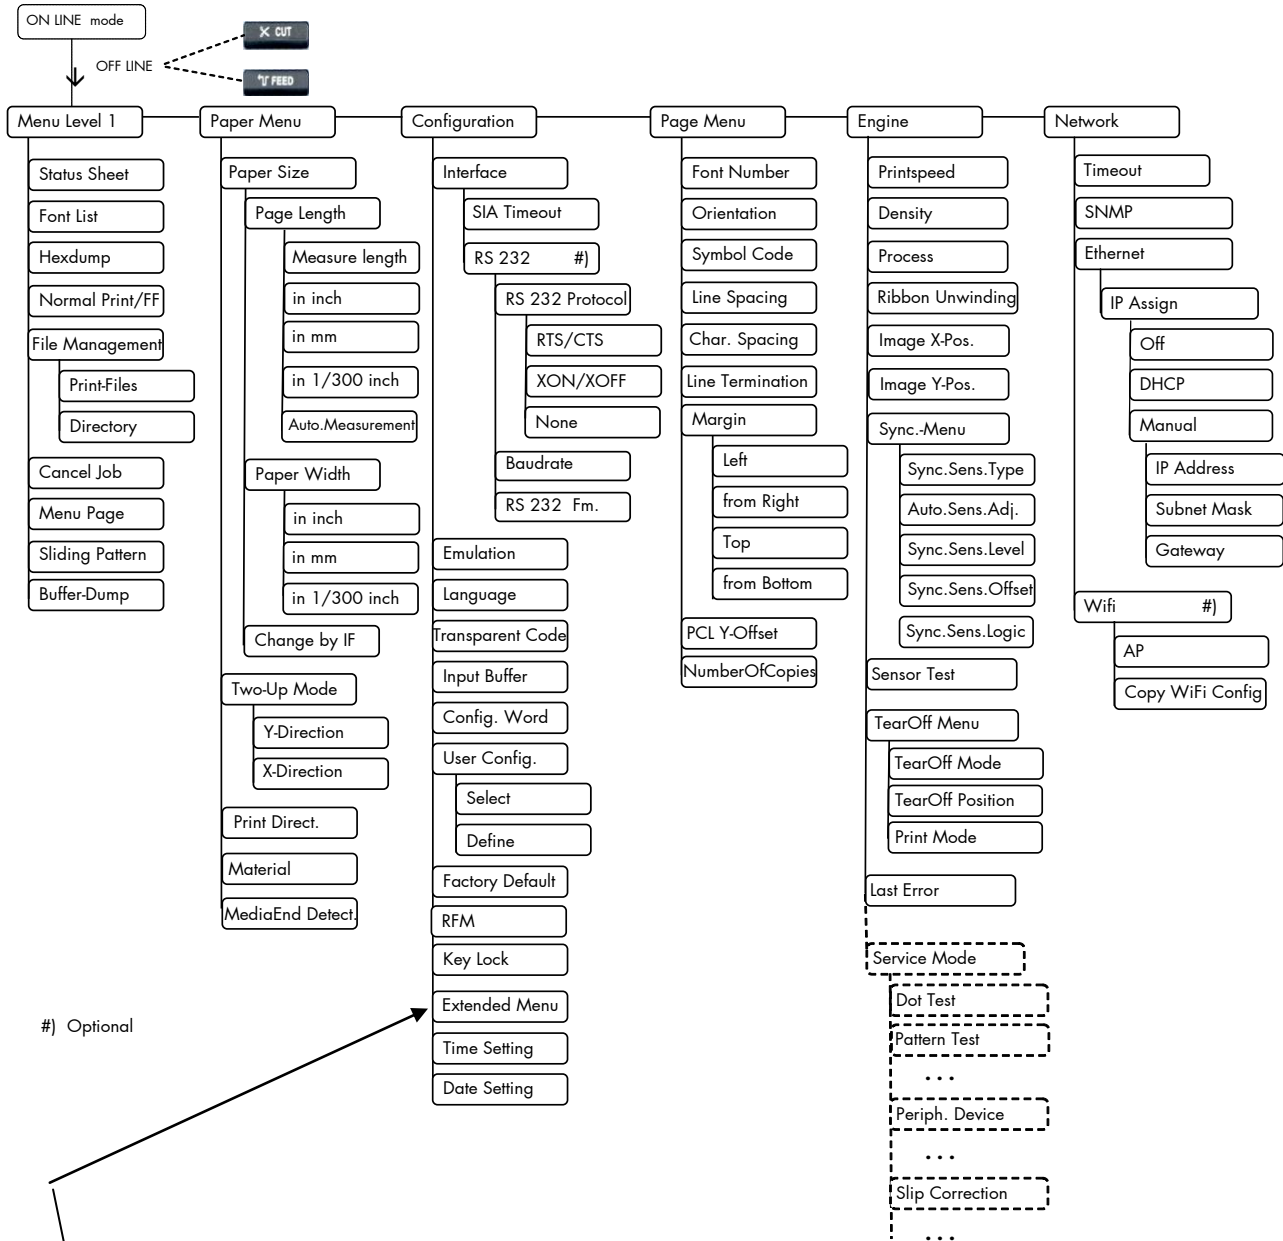 ON LINE mode
OFF LINE
CUT
FEED
Menu Level 1
Status Sheet
Font List
Hexdump
Normal Print/FF
File Management
Print-Files
Directory
Cancel Job
Menu Page
Sliding Pattern
Buffer-Dump
Paper Menu
Paper Size
Page Length
Measure length
in inch
in mm
in 1/300 inch
Auto.Measurement
Paper Width
in inch
in mm
in 1/300 inch
Change by IF
Two-Up Mode
Y-Direction
X-Direction
Print Direct.
Material
MediaEnd Detect.
Configuration
Interface
SIA Timeout
RS 232 #)
RS 232 Protocol
RTS/CTS
XON/XOFF
None
Baudrate
RS 232 Fm.
Emulation
Language
Transparent Code
Input Buffer
Config. Word
User Config.
Select
Define
Factory Default
RFM
Key Lock
Extended Menu
Time Setting
Date Setting
Page Menu
Font Number
Orientation
Symbol Code
Line Spacing
Char. Spacing
Line Termination
Margin
Left
from Right
Top
from Bottom
PCL Y-Offset
NumberOfCopies
Engine
Printspeed
Density
Process
Ribbon Unwinding
Image X-Pos.
Image Y-Pos.
Sync.-Menu
Sync.Sens.Type
Auto.Sens.Adj.
Sync.Sens.Level
Sync.Sens.Offset
Sync.Sens.Logic
Sensor Test
TearOff Menu
TearOff Mode
TearOff Position
Print Mode
Last Error
Service Mode
Dot Test
Pattern Test
...
Periph. Device
...
Slip Correction
...
Network
Timeout
SNMP
Ethernet
IP Assign
Off
DHCP
Manual
IP Address
Subnet Mask
Gateway
Wifi #)
AP
Copy WiFi Config
#) Optional